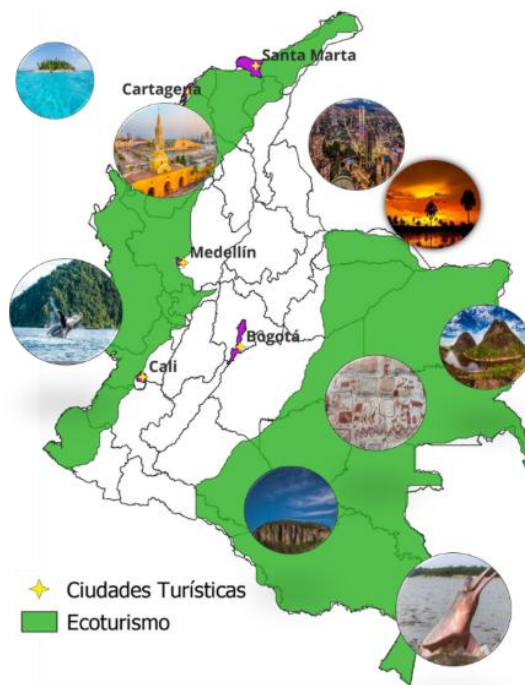 Santa Marta
Cartagena
Medellín
Bogotá
Cali
Ciudades Turísticas
Ecoturismo